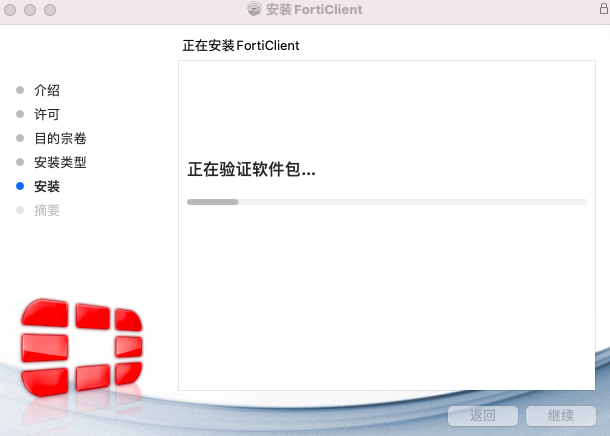 安装 FortiClient
正在安装FortiClient
介绍
许可
目的宗卷
安装类型
安装
摘要
正在验证软件包...
返回
继续